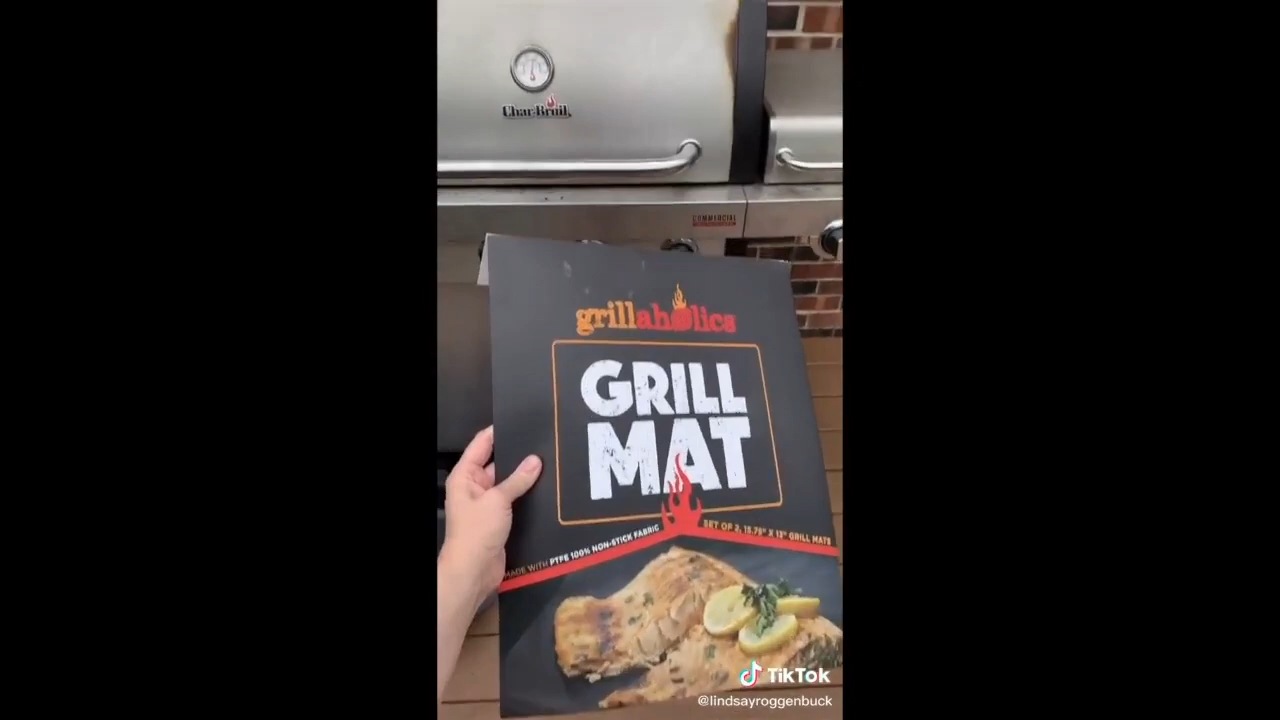 Char-Broil
COMMERCIAL
grillaholics
GRILL
MAT
MADE WITH PTFE 100% NON-STICK FABRIC
SET OF 2, 15.75" X 13" GRILL MATS
TikTok
@lindsayroggenbuck